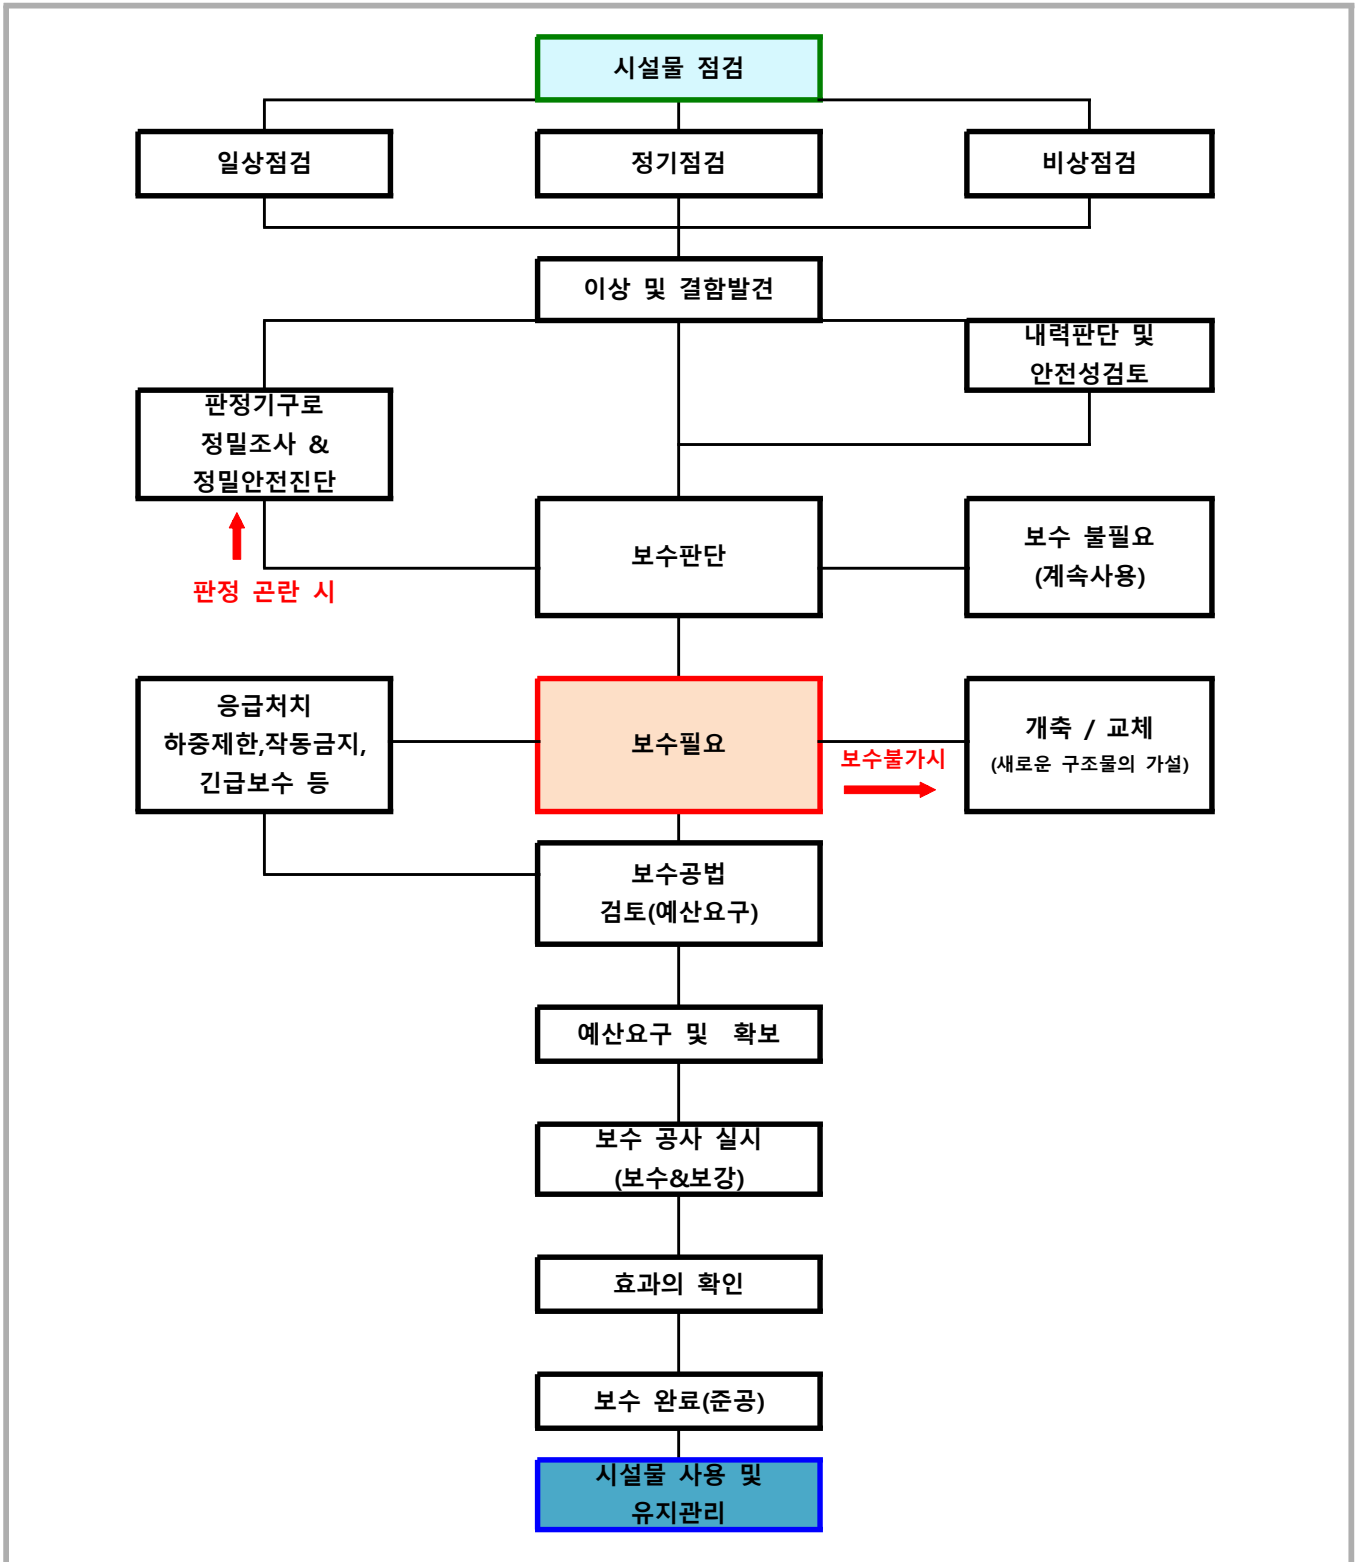 시설물 점검
일상점검
정기점검
비상점검
이상 및 결함발견
내력판단 및
안전성검토
판정기구로
정밀조사 &
정밀안전진단
판정 곤란 시
보수판단
보수 불필요
(계속사용)
응급처치
하중제한,작동금지,
긴급보수 등
보수필요
보수불가시
개축 / 교체
(새로운 구조물의 가설)
보수공법
검토(예산요구)
예산요구 및 확보
보수 공사 실시
(보수&보강)
효과의 확인
보수 완료(준공)
시설물 사용 및
유지관리